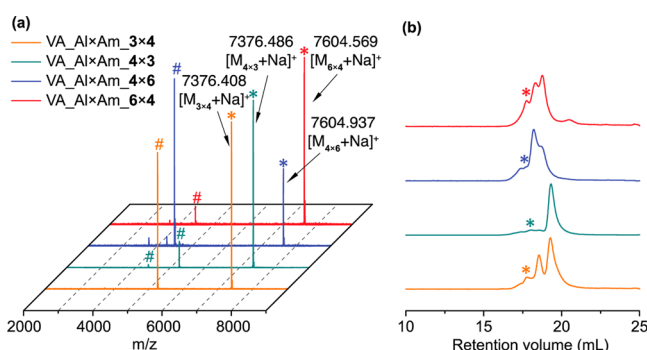 (a)
VA_Al×Am_3×4
VA_Al×Am_4×3
VA_Al×Am_4×6
VA_Al×Am_6×4
7376.486
[M4×3+Na]+
7604.569
[M6×4+Na]+
7376.408
[M3×4+Na]+
7604.937
[M4×6+Na]+
#
#
#
#
#
*
*
*
*
2000 4000 6000 8000
m/z
(b)
*
*
*
*
10 15 20 25
Retention volume (mL)